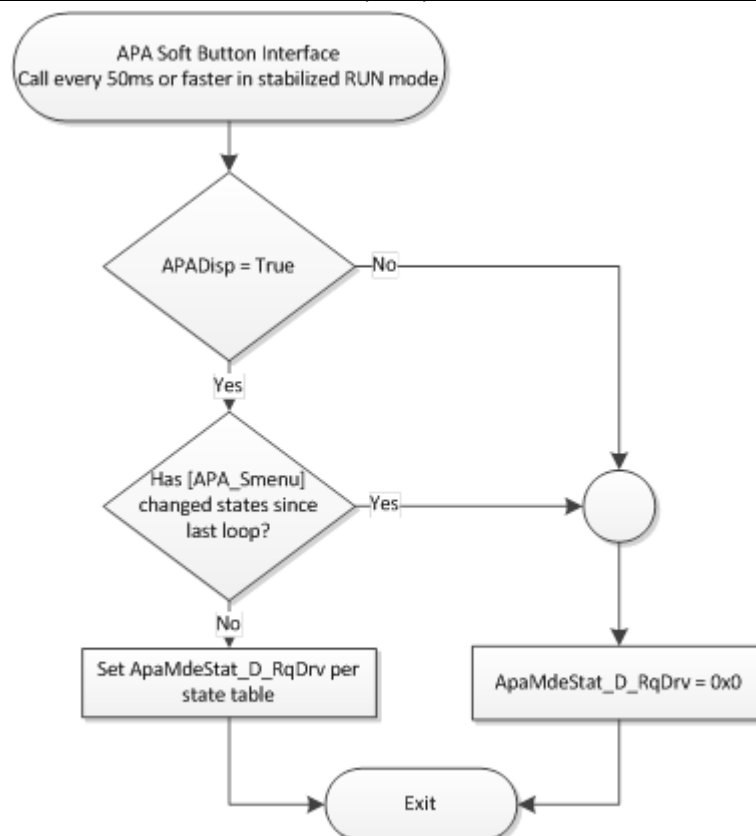 APA Soft Button Interface
Call every 50ms or faster in stabilized RUN mode
APADisp = True
No
Yes
Has [APA_Smenu]
changed states since
last loop?
Yes
No
Set ApaMdeStat_D_RqDrv per
state table
ApaMdeStat_D_RqDrv = 0x0
Exit